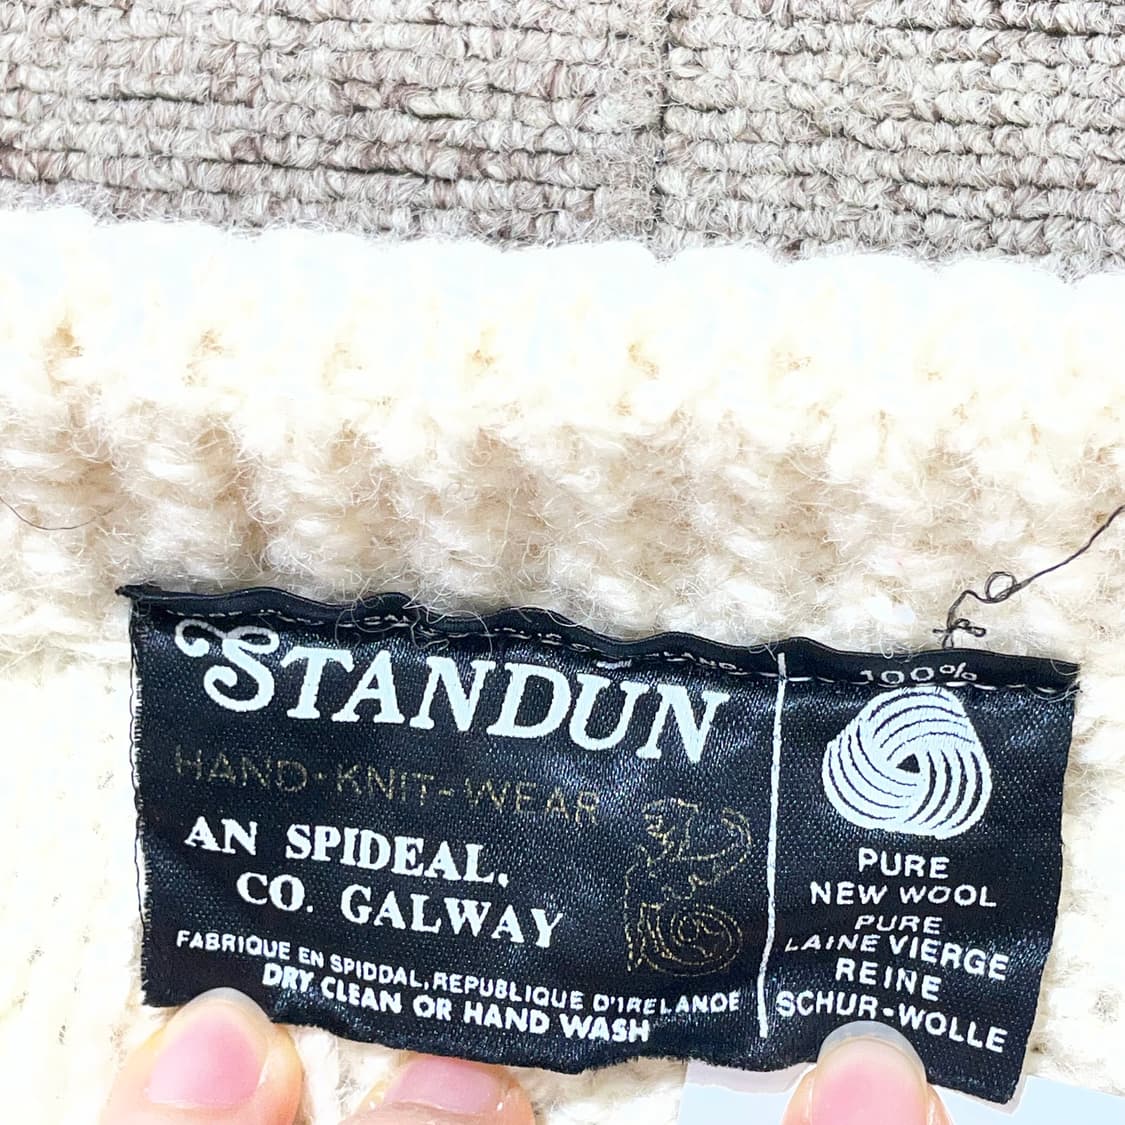 STANDUN
HAND-KNIT-WEAR
AN SPIDEAL,
CO. GALWAY
FABRIQUE EN SPIDDAL, REPUBLIQUE D'IRELANDE
DRY CLEAN OR HAND WASH
100%
PURE
NEW WOOL
PURE
LAINE VIERGE
REINE
SCHUR-WOLLE